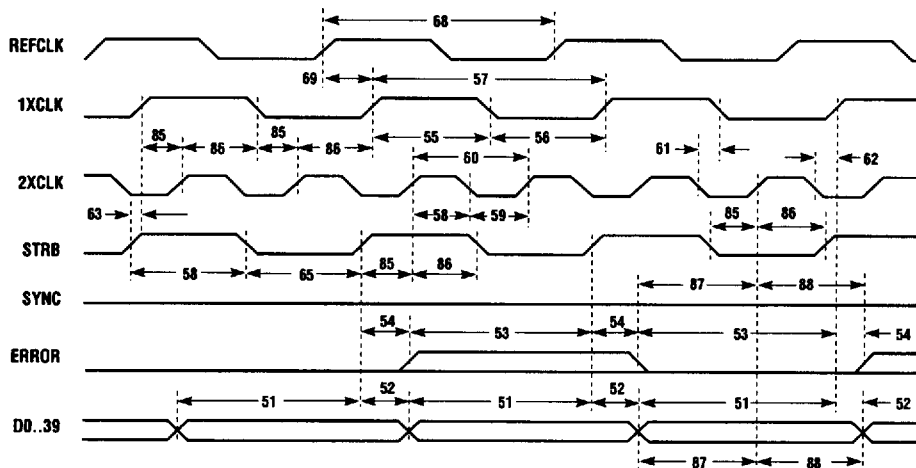 68
REFCLK
69 57
1XCLK
85 86 85 86 55 56
60 61 62
2XCLK
63 58 59 85 86
STRB
58 65 85 86
SYNC
87 88
54 53 54 53 54
ERROR
51 52 51 52 51 52
D0..39
87 88